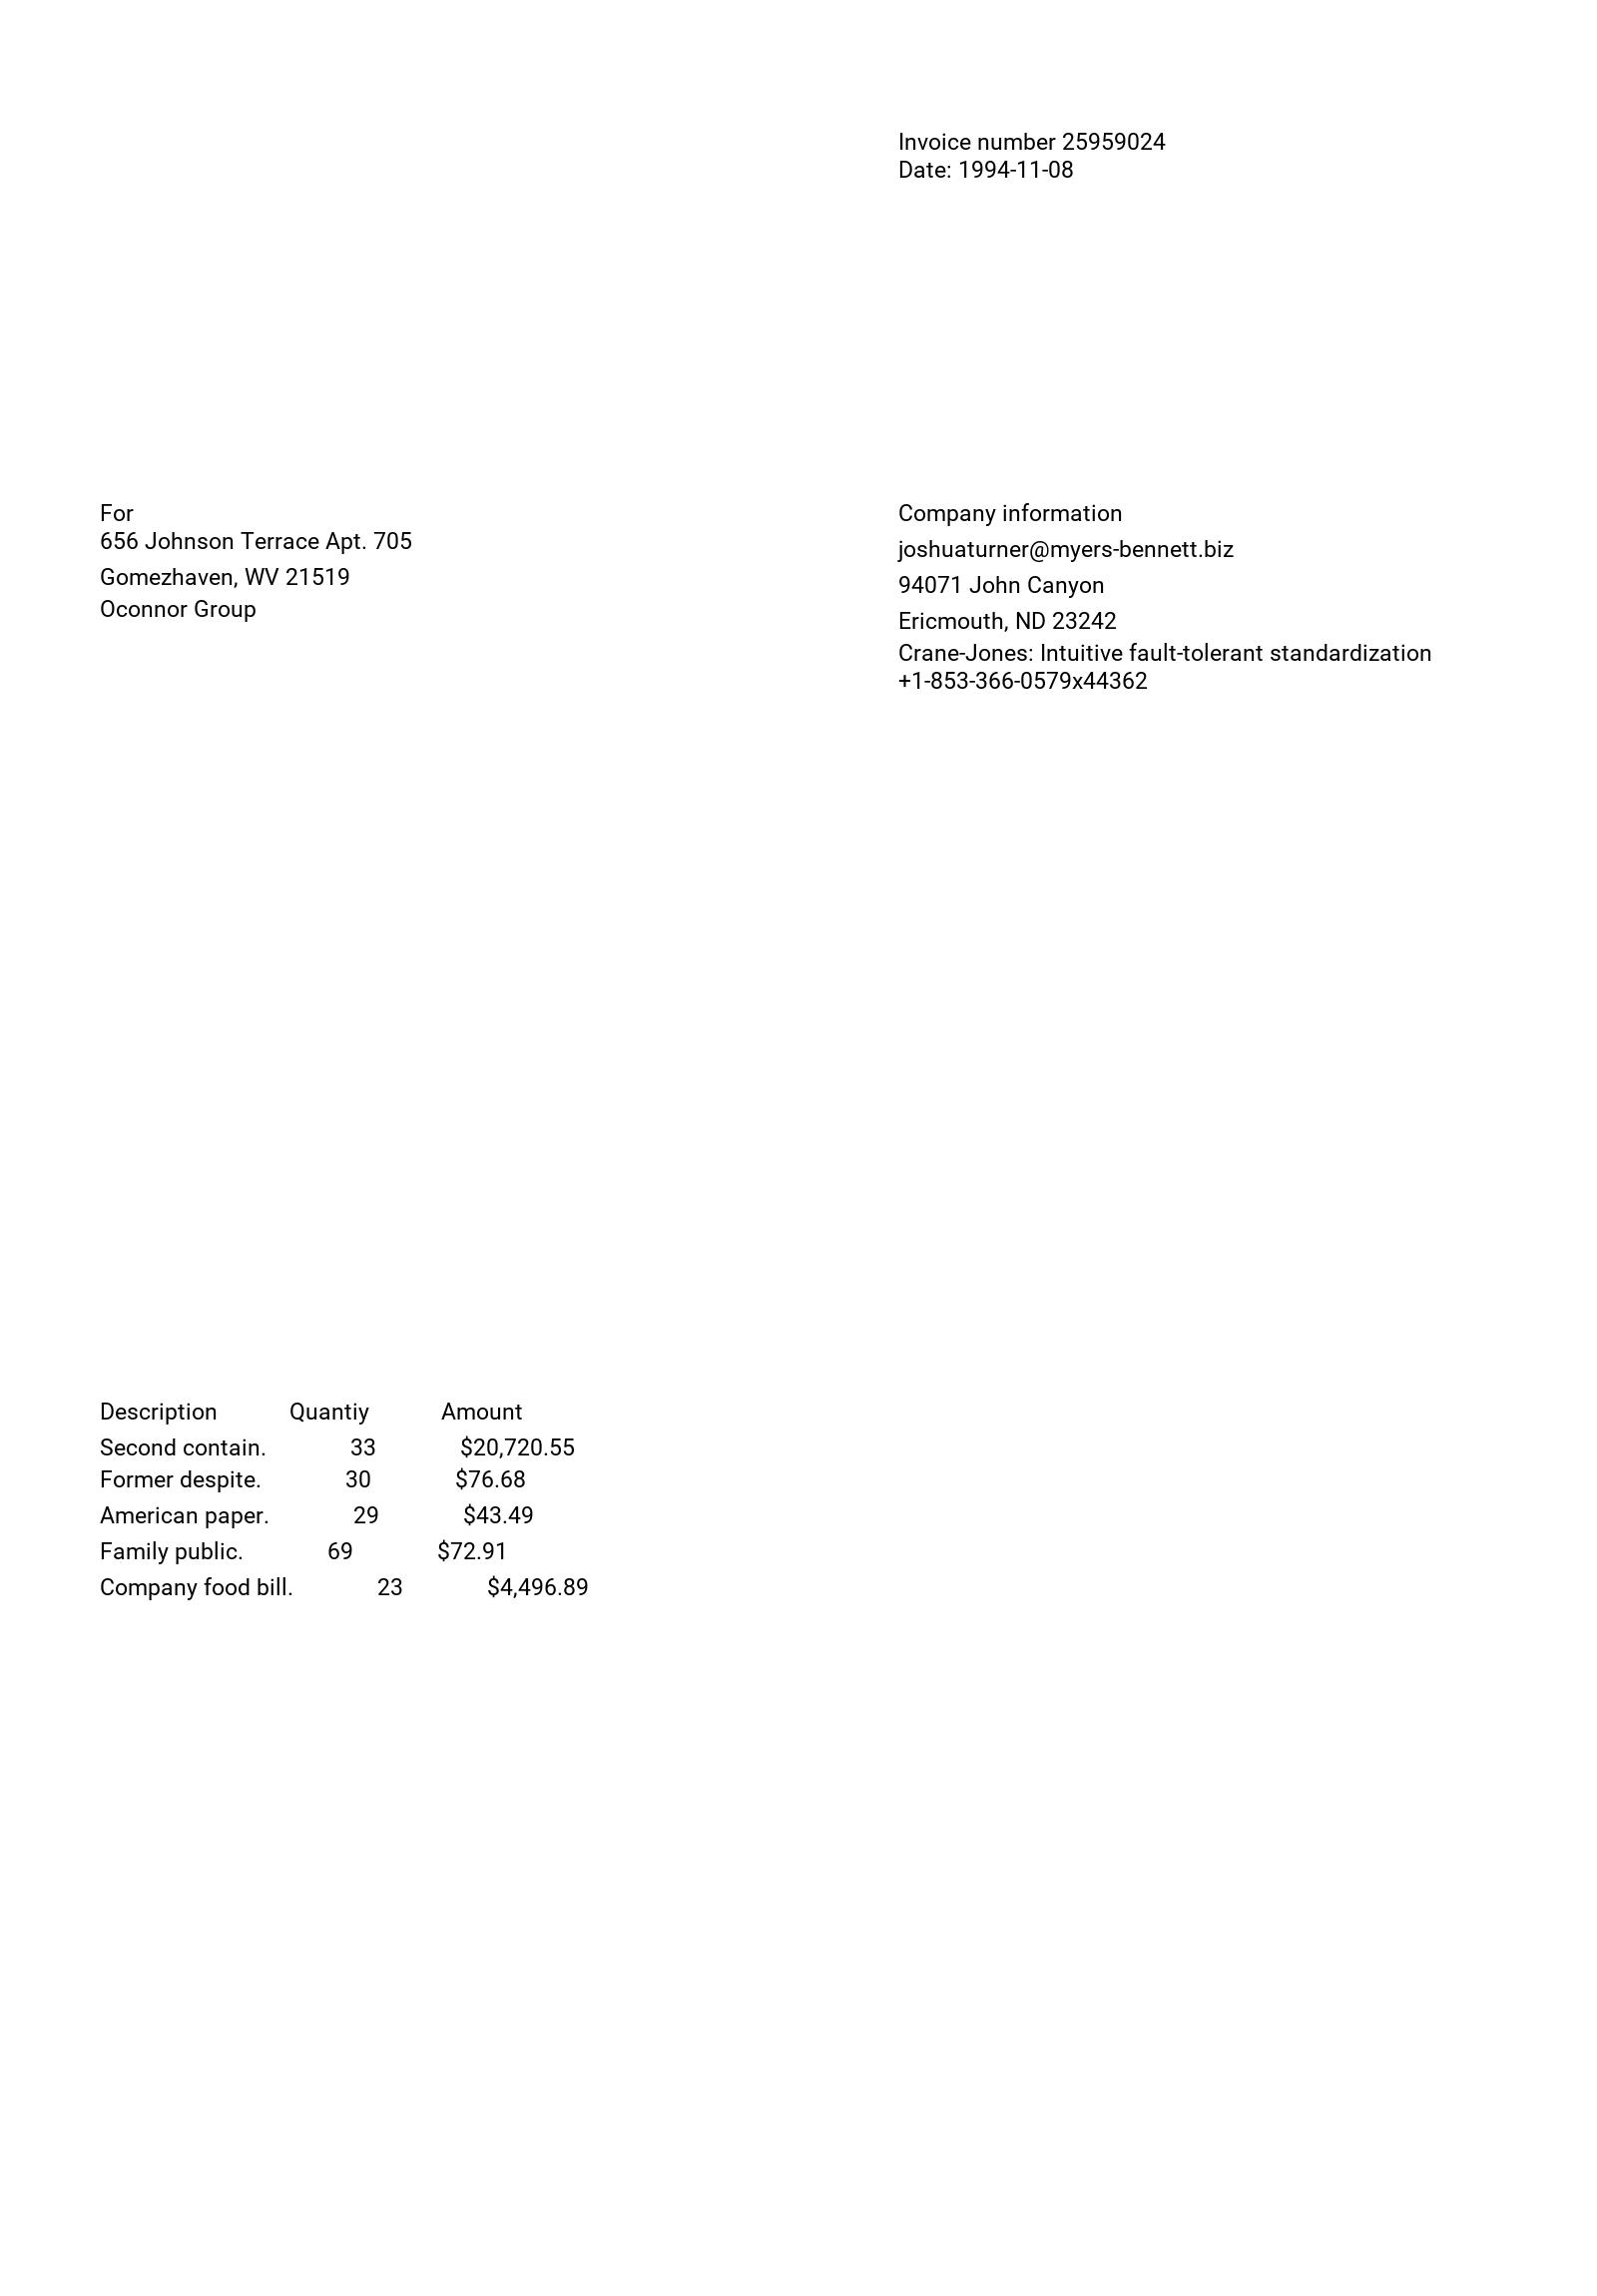 Invoice number 25959024
Date: 1994-11-08
For
656 Johnson Terrace Apt. 705
Gomezhaven, WV 21519
Oconnor Group
Company information
joshuaturner@myers-bennett.biz
94071 John Canyon
Ericmouth, ND 23242
Crane-Jones: Intuitive fault-tolerant standardization
+1-853-366-0579x44362
Description Quantiy Amount
Second contain. 33 $20,720.55
Former despite. 30 $76.68
American paper. 29 $43.49
Family public. 69 $72.91
Company food bill. 23 $4,496.89